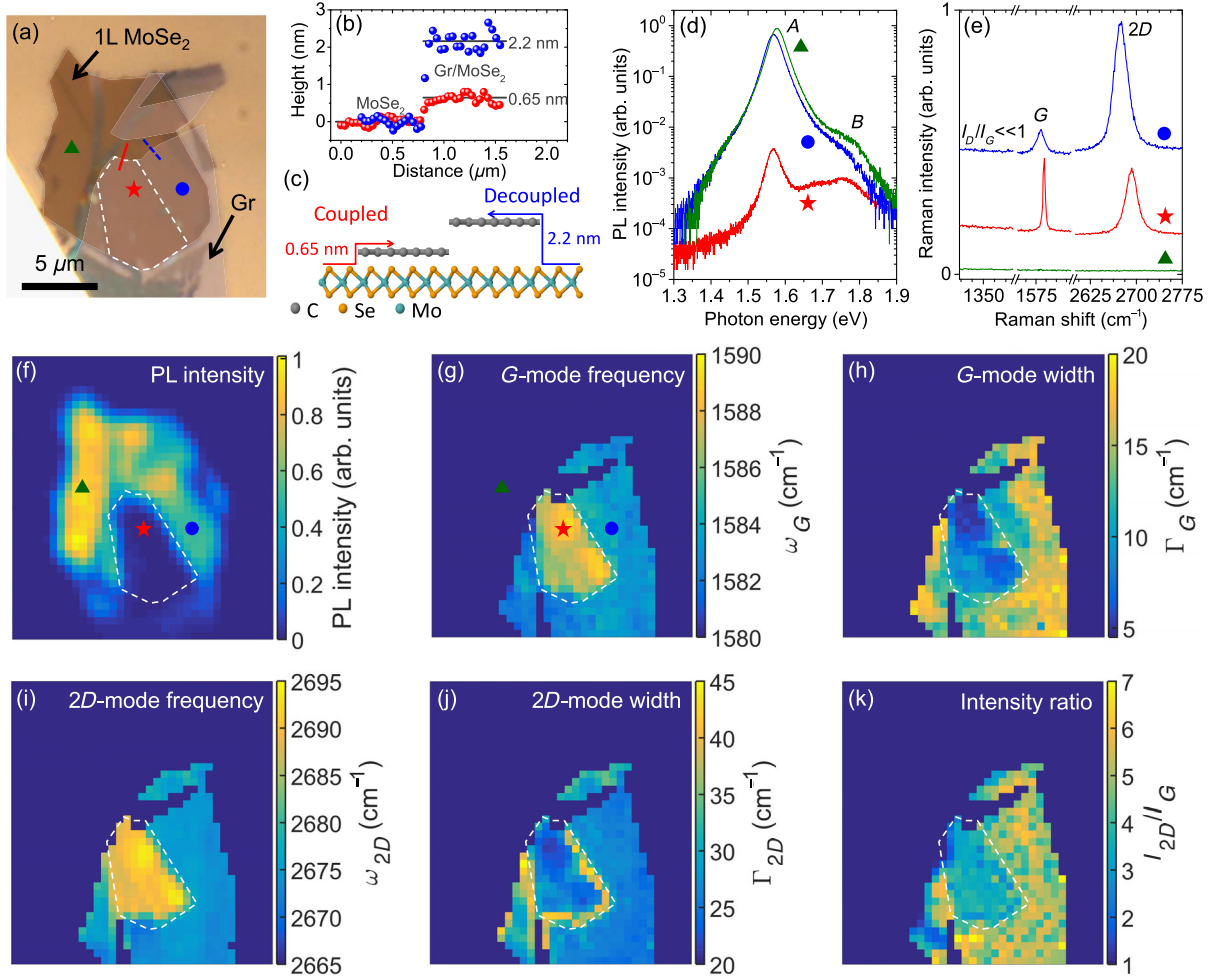 (a)
1L MoSe2
Gr
5 μm
(b)
Height (nm)
3
2
1
0
2.2 nm
Gr/MoSe2
MoSe2
0.65 nm
0.0 0.5 1.0 1.5 2.0
Distance (μm)
(c)
Coupled
Decoupled
0.65 nm
2.2 nm
C Se Mo
(d)
PL intensity (arb. units)
10^0
10^−1
10^−2
10^−3
10^−4
10^−5
A
B
1.3 1.4 1.5 1.6 1.7 1.8 1.9
Photon energy (eV)
(e)
Raman intensity (arb. units)
1
0
2D
G
I_D/I_G<<1
1350 1575 2625 2700 2775
Raman shift (cm−1)
(f)
PL intensity
1
0.8
0.6
0.4
0.2
0
PL intensity (arb. units)
(g)
G-mode frequency
1590
1588
1586
1584
1582
1580
ω_G (cm−1)
(h)
G-mode width
20
15
10
5
Γ_G (cm−1)
(i)
2D-mode frequency
2695
2690
2685
2680
2675
2670
2665
ω_2D (cm−1)
(j)
2D-mode width
45
40
35
30
25
20
Γ_2D (cm−1)
(k)
Intensity ratio
7
6
5
4
3
2
1
I_2D/I_G